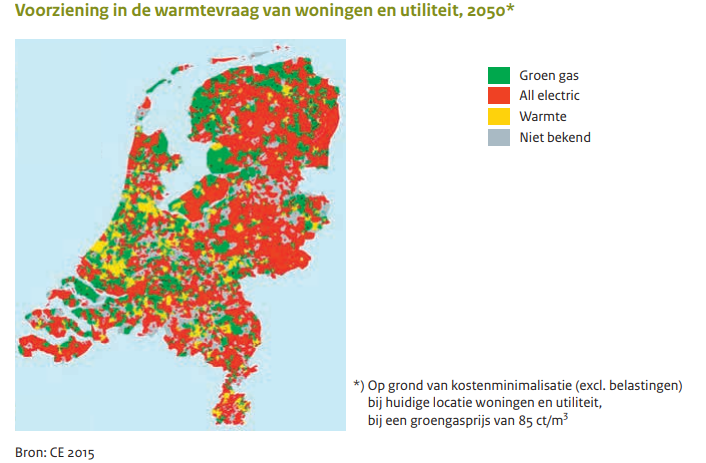 Voorziening in de warmtevraag van woningen en utiliteit, 2050*
Groen gas
All electric
Warmte
Niet bekend
*) Op grond van kostenminimalisatie (excl. belastingen)
bij huidige locatie woningen en utiliteit,
bij een groengasprijs van 85 ct/m³
Bron: CE 2015